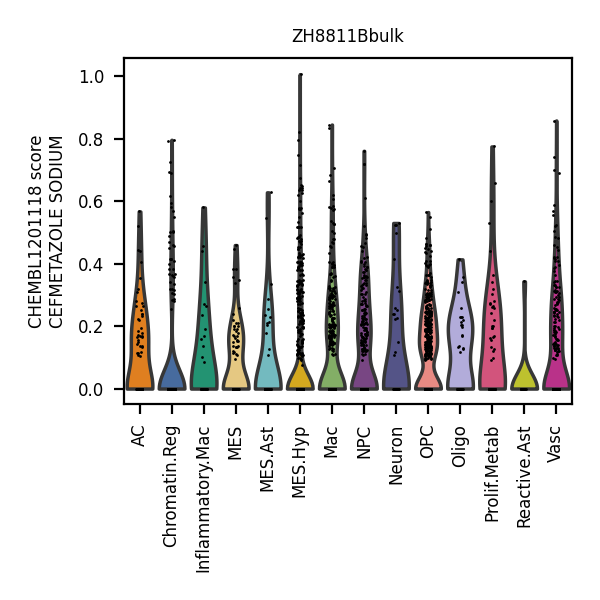 ZH8811Bbulk
CHEMBL1201118 score
CEFMETAZOLE SODIUM
1.0
0.8
0.6
0.4
0.2
0.0
AC
Chromatin.Reg
Inflammatory.Mac
MES
MES.Ast
MES.Hyp
Mac
NPC
Neuron
OPC
Oligo
Prolif.Metab
Reactive.Ast
Vasc